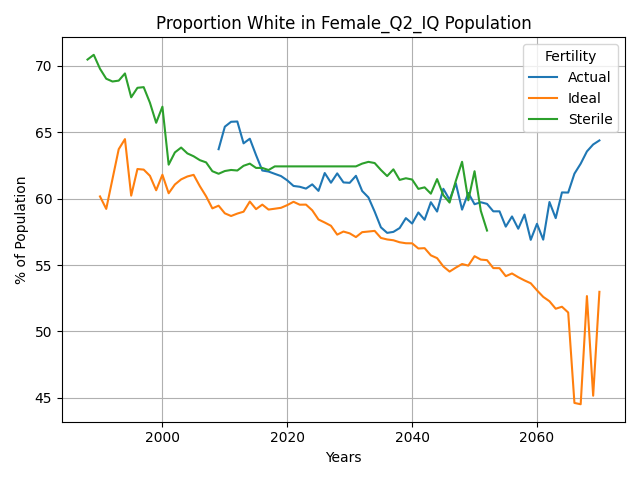 Proportion White in Female_Q2_IQ Population
Fertility
Actual
Ideal
Sterile
% of Population
70
65
60
55
50
45
2000
2020
2040
2060
Years